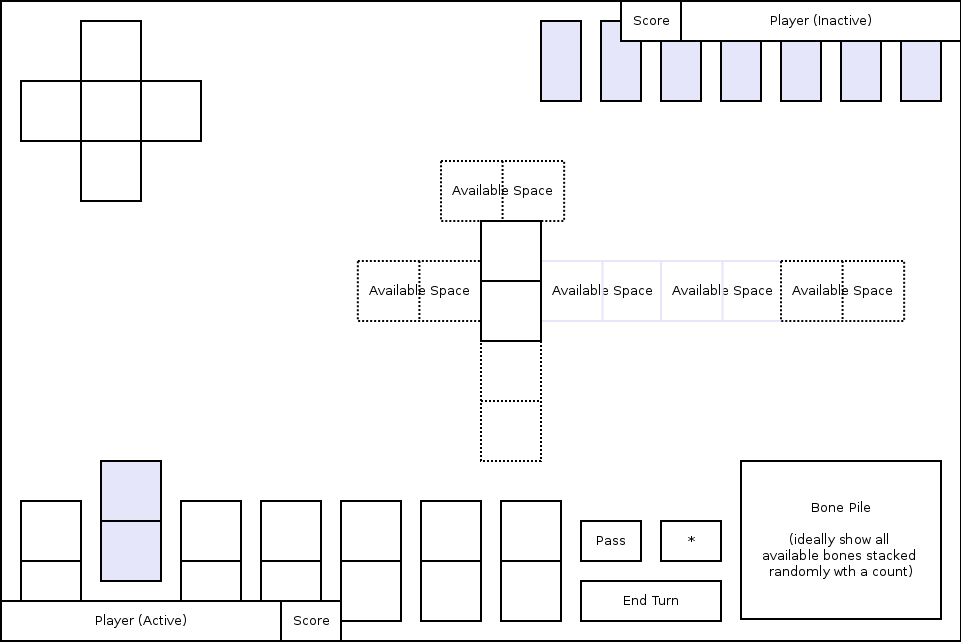 Score
Player (Inactive)
Available Space
Available Space
Available Space
Available Space
Available Space
Pass
*
End Turn
Bone Pile
(ideally show all
available bones stacked
randomly wth a count)
Player (Active)
Score